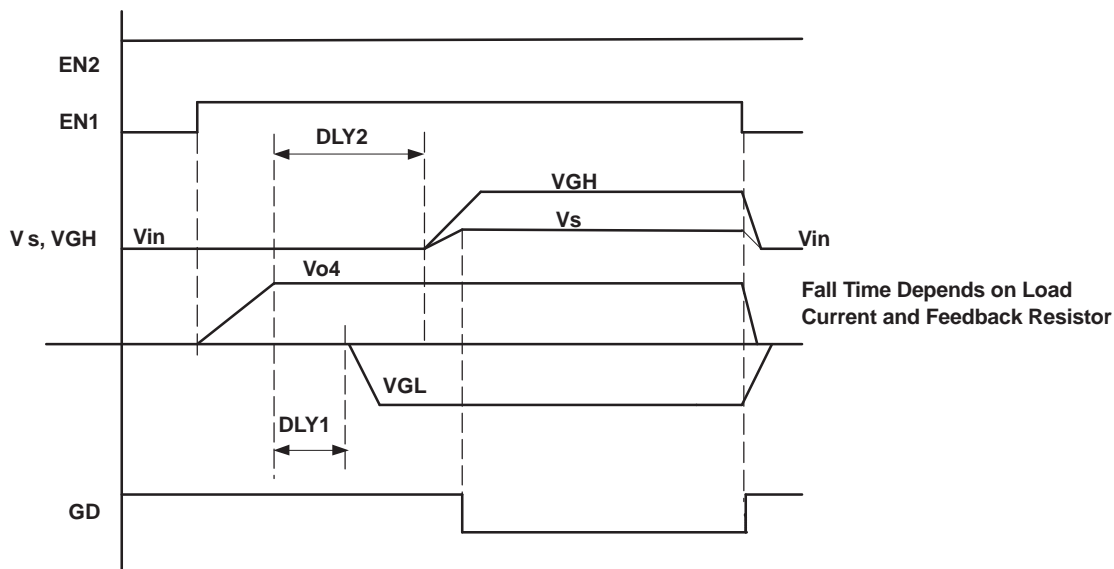 EN2
EN1
DLY2
VGH
Vs
Vs, VGH
Vin
Vin
Vo4
Fall Time Depends on Load
Current and Feedback Resistor
VGL
DLY1
GD